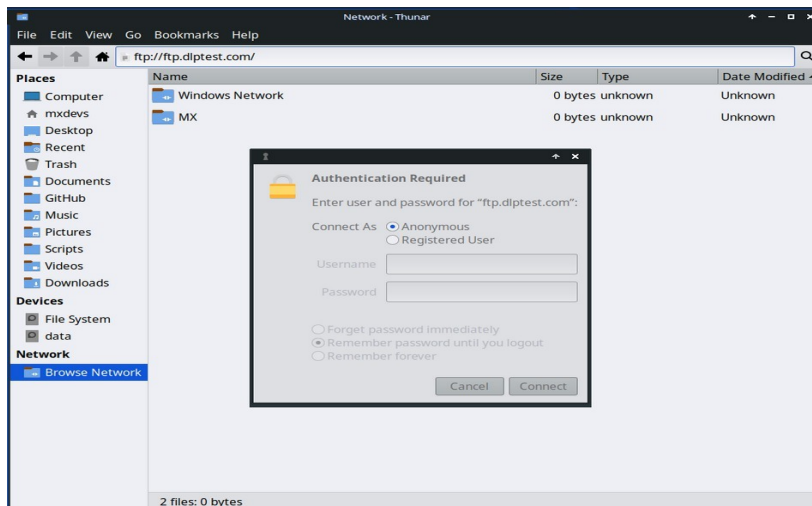 Network - Thunar
File Edit View Go Bookmarks Help
ftp://ftp.dlptest.com/
Places
Computer
mxdevs
Desktop
Recent
Trash
Documents
GitHub
Music
Pictures
Scripts
Videos
Downloads
Devices
File System
data
Network
Browse Network
Name Size Type Date Modified
Windows Network 0 bytes unknown Unknown
MX 0 bytes unknown Unknown
Authentication Required
Enter user and password for “ftp.dlptest.com”:
Connect As Anonymous
Registered User
Username
Password
Forget password immediately
Remember password until you logout
Remember forever
Cancel Connect
2 files: 0 bytes